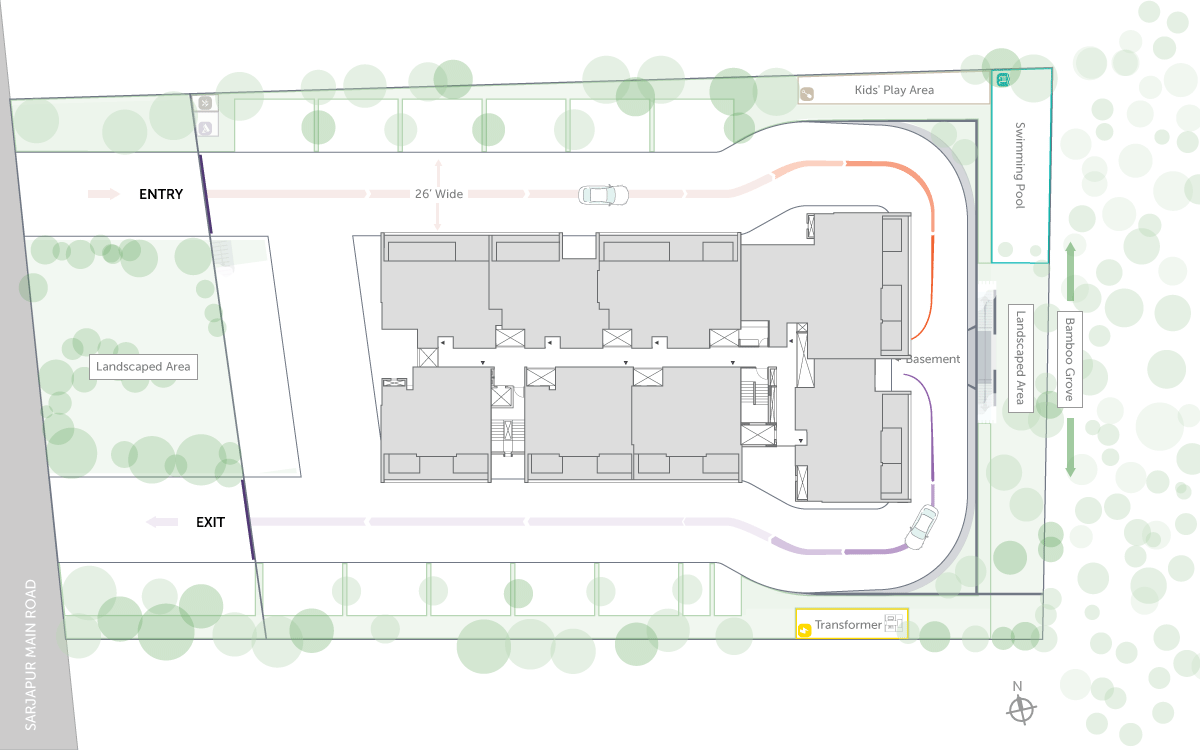 Kids' Play Area
Swimming Pool
ENTRY
26' Wide
Landscaped Area
Bamboo Grove
Basement
Landscaped Area
EXIT
Transformer
SARJAPUR MAIN ROAD
N